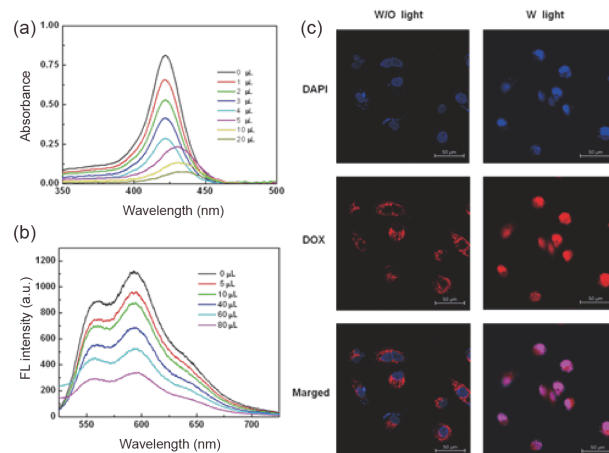 (a)
Absorbance
1.00
0.75
0.50
0.25
0.00
0 μL
1 μL
2 μL
3 μL
4 μL
5 μL
10 μL
20 μL
350
400
450
500
Wavelength (nm)
(b)
FL intensity (a.u.)
1200
1000
800
600
400
200
0
0 μL
5 μL
10 μL
40 μL
60 μL
80 μL
550
600
650
700
Wavelength (nm)
(c)
W/O light
W light
DAPI
50 μm
50 μm
DOX
50 μm
50 μm
Marged
50 μm
50 μm